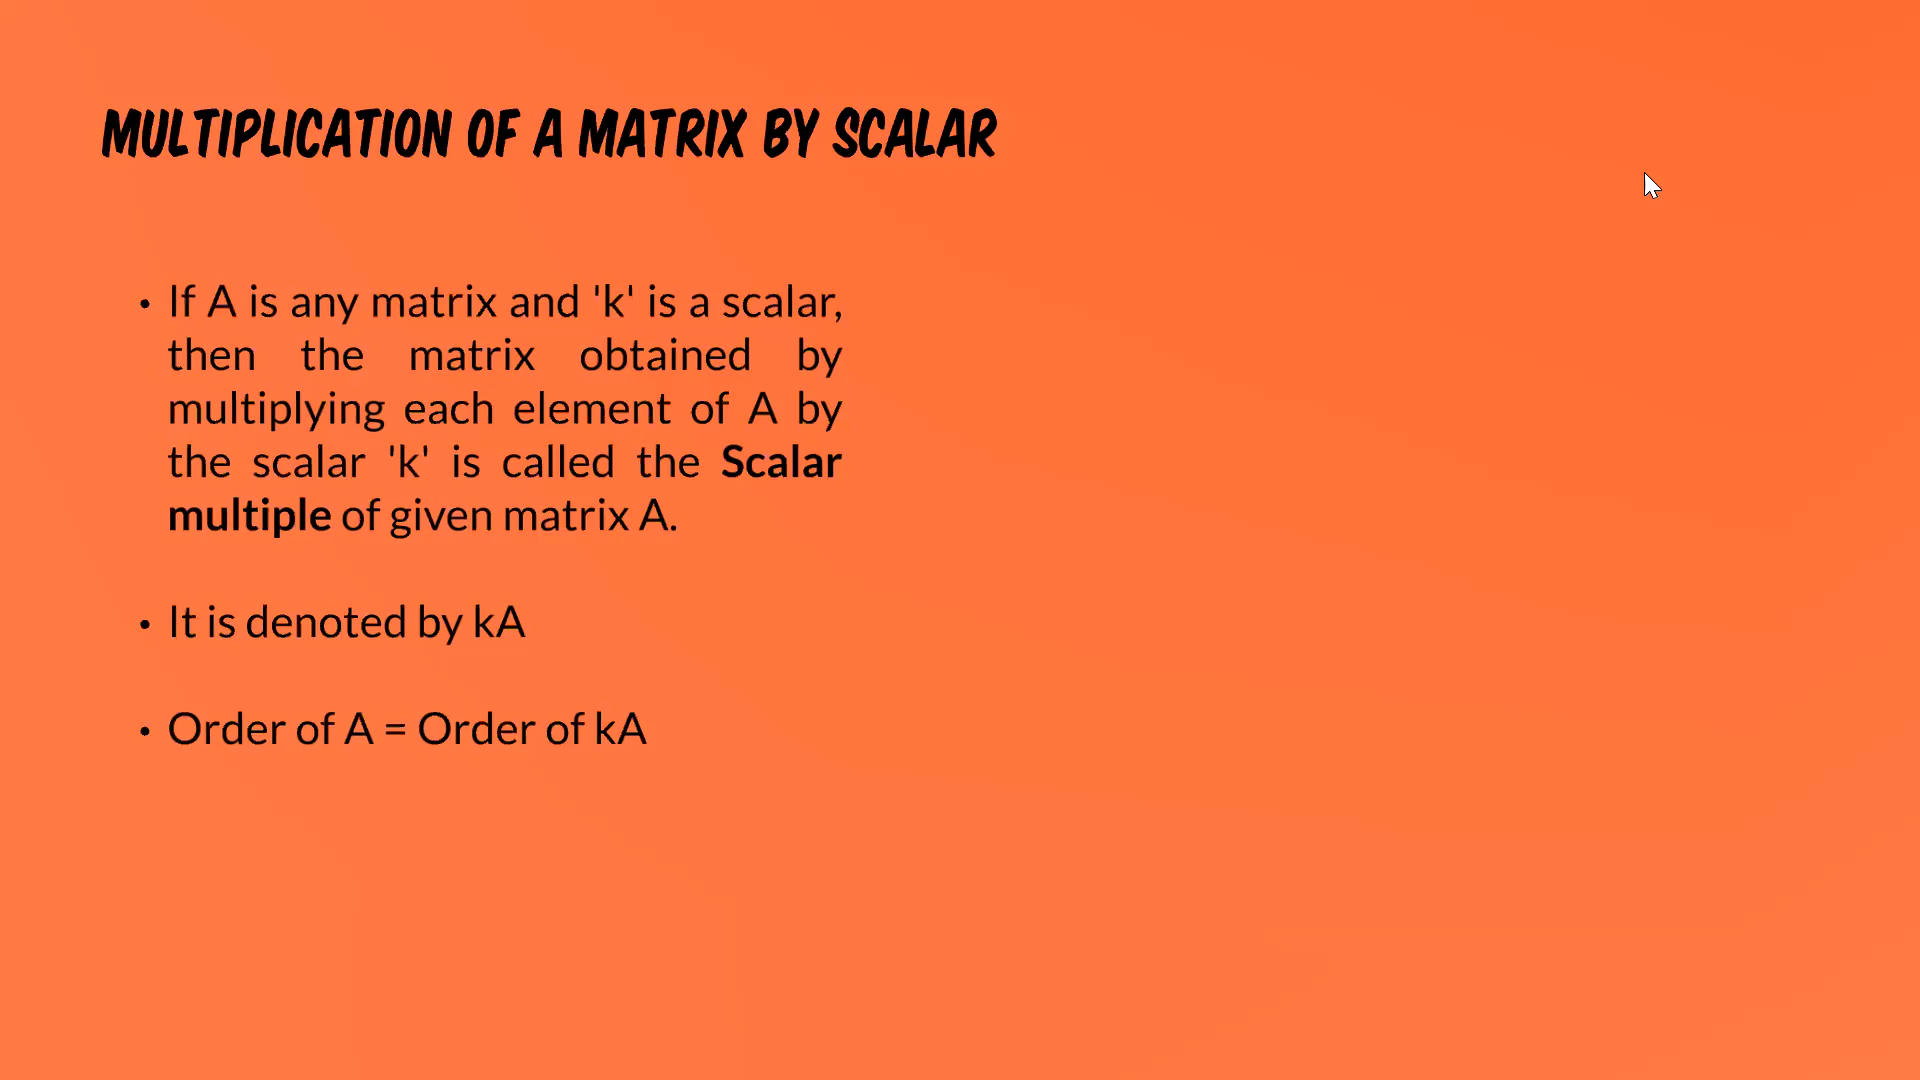 MULTIPLICATION OF A MATRIX BY SCALAR
• If A is any matrix and 'k' is a scalar,
then the matrix obtained by
multiplying each element of A by
the scalar 'k' is called the Scalar
multiple of given matrix A.
• It is denoted by kA
• Order of A = Order of kA